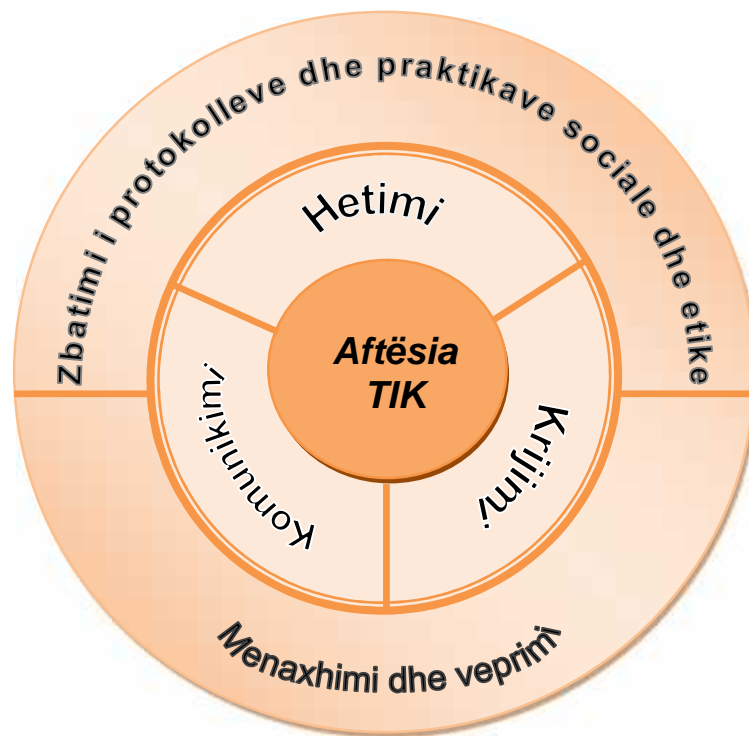 Zbatimi i protokolleve dhe praktikave sociale dhe etike
Hetimi
Aftësia
TIK
Komunikimi
Krijimi
Menaxhimi dhe veprimi